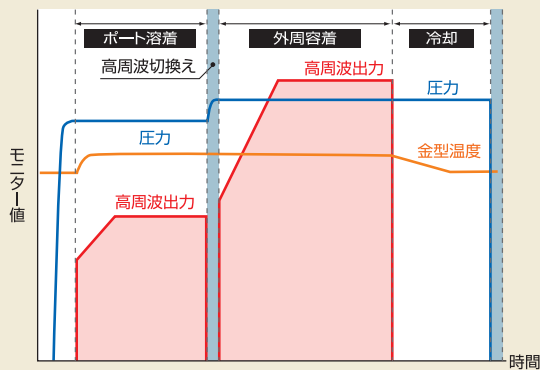 ポート溶着
外周容着
冷却
高周波切換え
高周波出力
圧力
圧力
金型温度
高周波出力
モニター値
時間